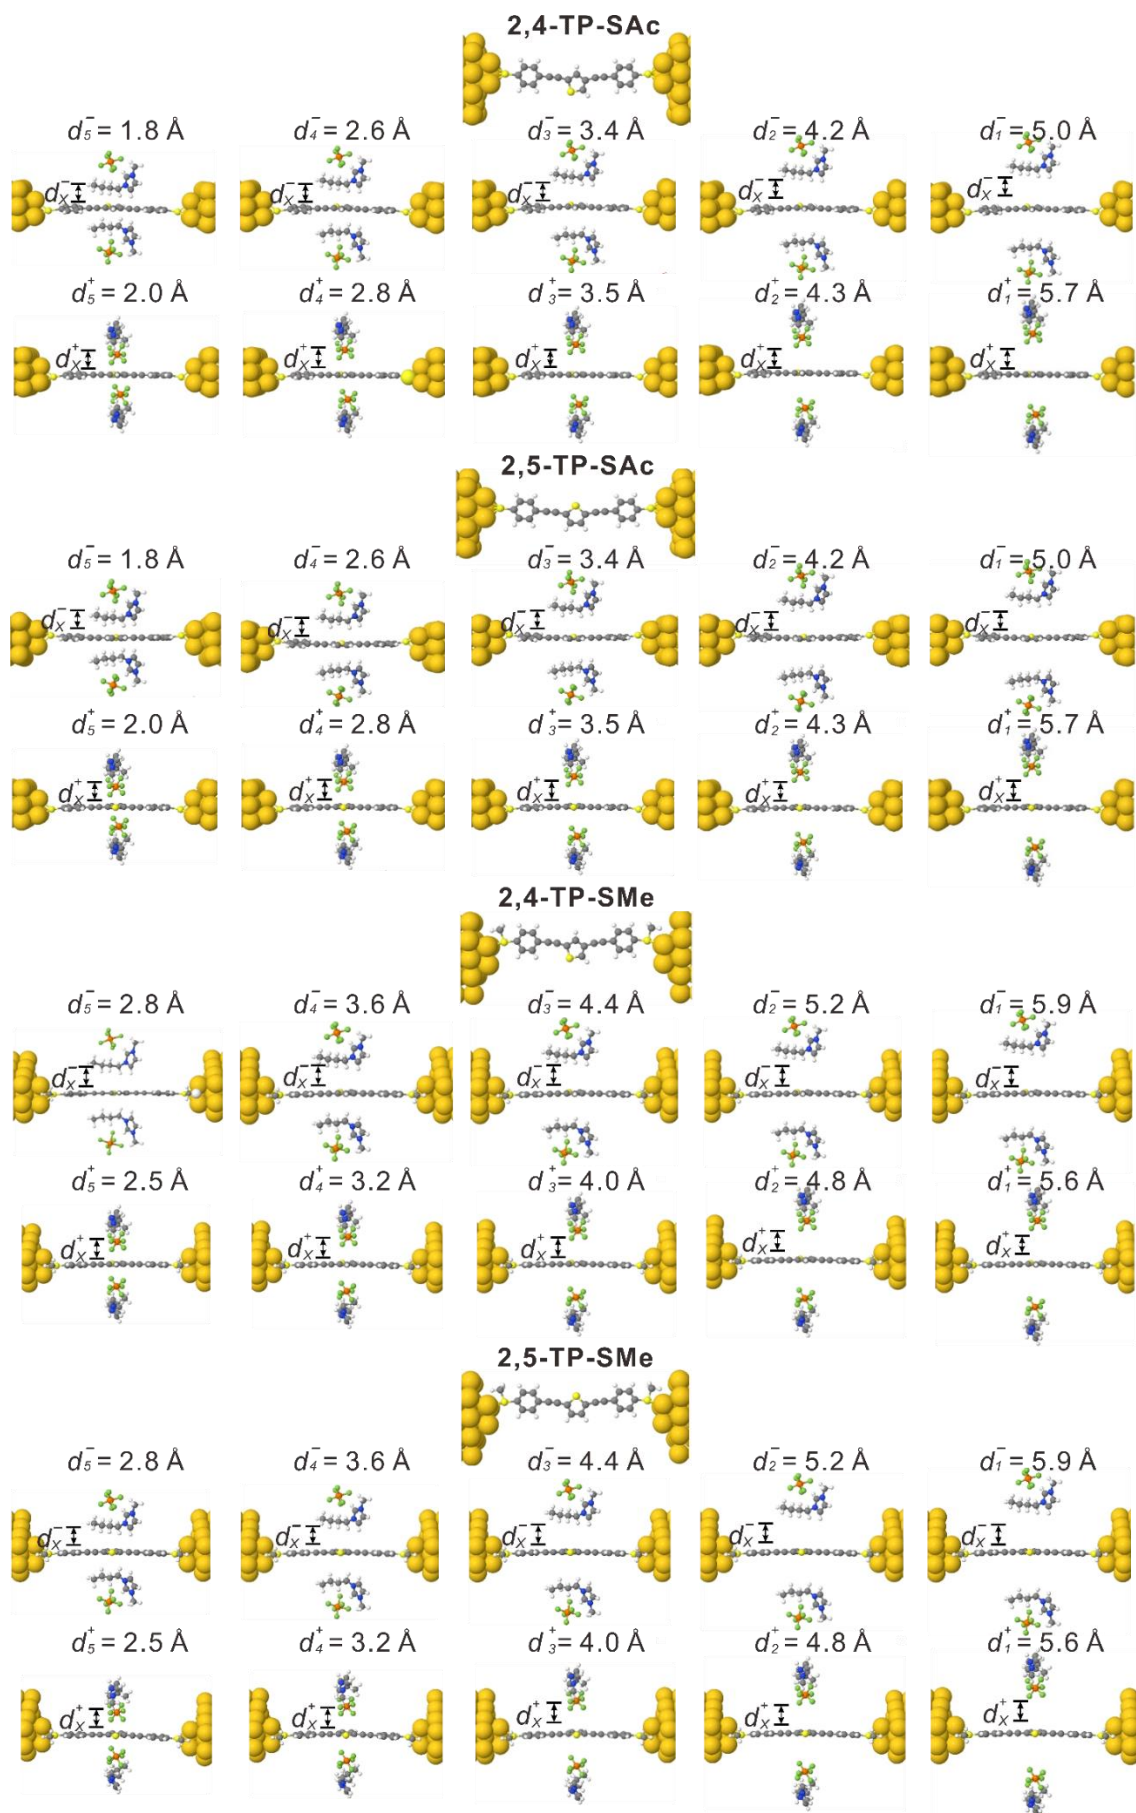 2,4-TP-SAc
d₅⁻ = 1.8 Å d₄⁻ = 2.6 Å d₃⁻ = 3.4 Å d₂⁻ = 4.2 Å d₁⁻ = 5.0 Å
dₓ⁻ dₓ⁻ dₓ⁻ dₓ⁻ dₓ⁻
d₅⁺ = 2.0 Å d₄⁺ = 2.8 Å d₃⁺ = 3.5 Å d₂⁺ = 4.3 Å d₁⁺ = 5.7 Å
dₓ⁺ dₓ⁺ dₓ⁺ dₓ⁺ dₓ⁺
2,5-TP-SAc
d₅⁻ = 1.8 Å d₄⁻ = 2.6 Å d₃⁻ = 3.4 Å d₂⁻ = 4.2 Å d₁⁻ = 5.0 Å
dₓ⁻ dₓ⁻ dₓ⁻ dₓ⁻ dₓ⁻
d₅⁺ = 2.0 Å d₄⁺ = 2.8 Å d₃⁺ = 3.5 Å d₂⁺ = 4.3 Å d₁⁺ = 5.7 Å
dₓ⁺ dₓ⁺ dₓ⁺ dₓ⁺ dₓ⁺
2,4-TP-SMe
d₅⁻ = 2.8 Å d₄⁻ = 3.6 Å d₃⁻ = 4.4 Å d₂⁻ = 5.2 Å d₁⁻ = 5.9 Å
dₓ⁻ dₓ⁻ dₓ⁻ dₓ⁻ dₓ⁻
d₅⁺ = 2.5 Å d₄⁺ = 3.2 Å d₃⁺ = 4.0 Å d₂⁺ = 4.8 Å d₁⁺ = 5.6 Å
dₓ⁺ dₓ⁺ dₓ⁺ dₓ⁺ dₓ⁺
2,5-TP-SMe
d₅⁻ = 2.8 Å d₄⁻ = 3.6 Å d₃⁻ = 4.4 Å d₂⁻ = 5.2 Å d₁⁻ = 5.9 Å
dₓ⁻ dₓ⁻ dₓ⁻ dₓ⁻ dₓ⁻
d₅⁺ = 2.5 Å d₄⁺ = 3.2 Å d₃⁺ = 4.0 Å d₂⁺ = 4.8 Å d₁⁺ = 5.6 Å
dₓ⁺ dₓ⁺ dₓ⁺ dₓ⁺ dₓ⁺